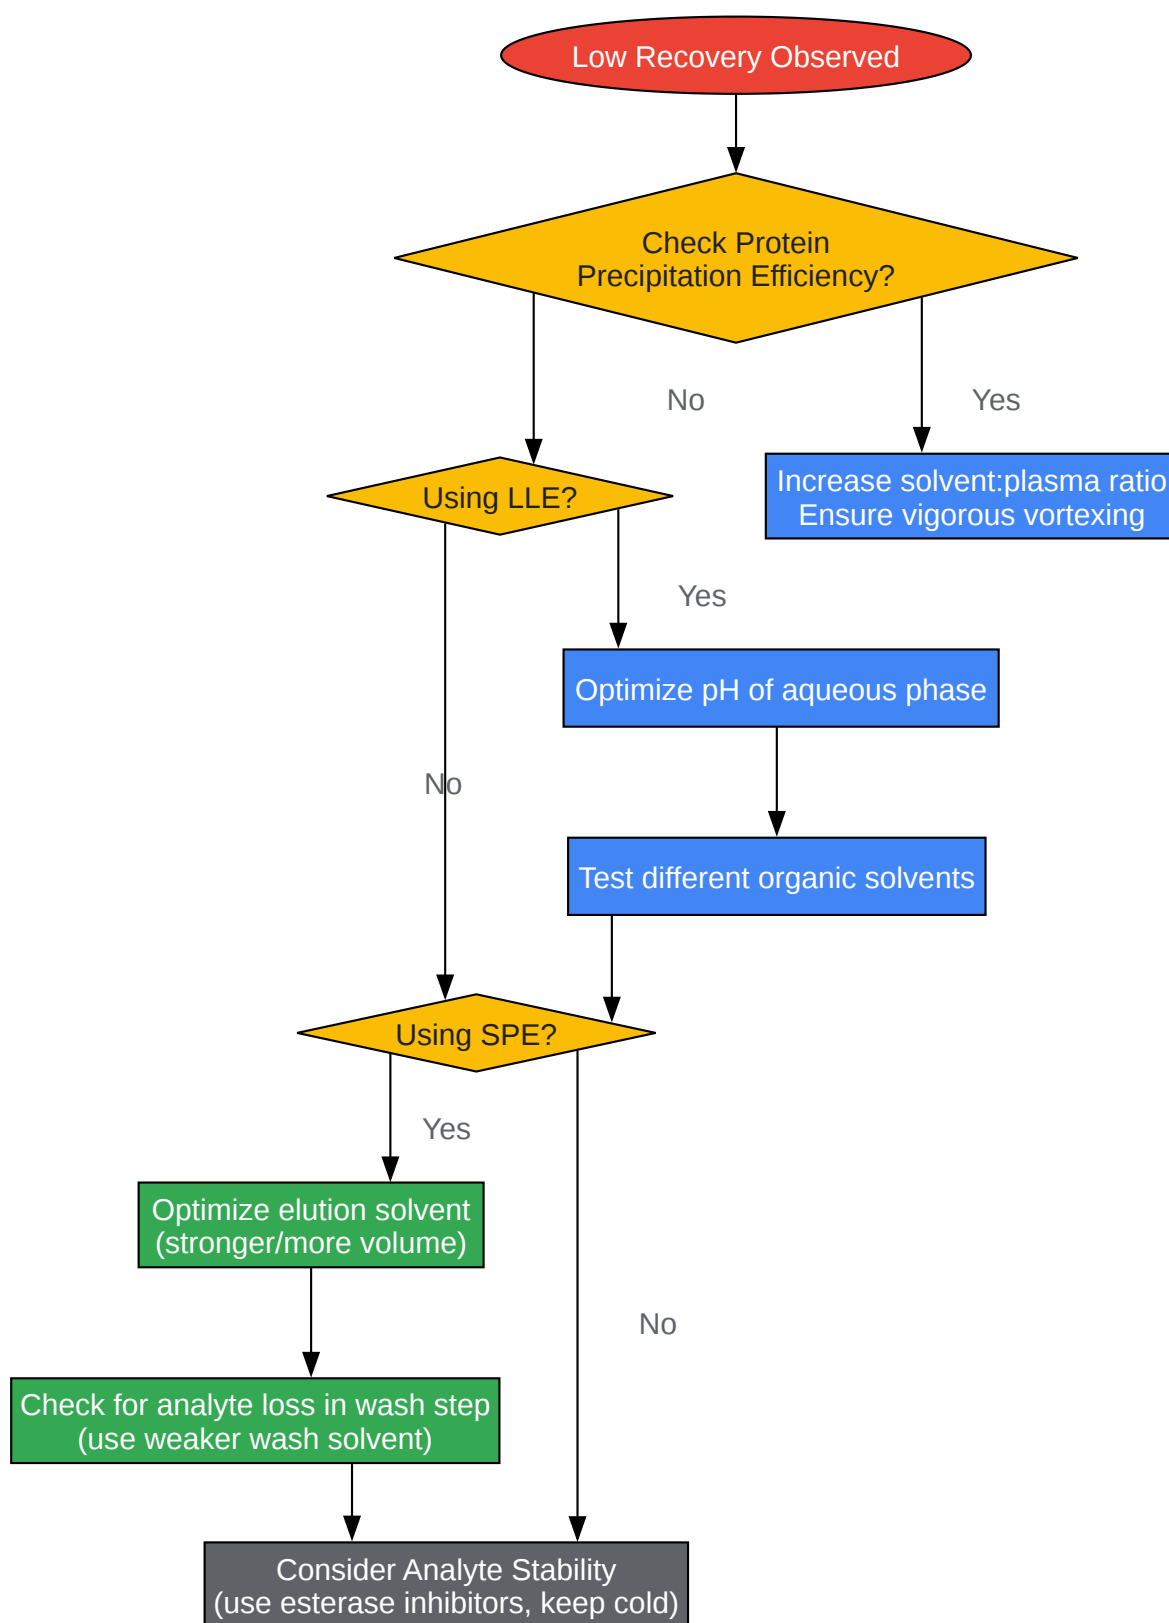 Low Recovery Observed
Check Protein
Precipitation Efficiency?
No
Yes
Increase solvent:plasma ratio
Ensure vigorous vortexing
Using LLE?
Yes
Optimize pH of aqueous phase
No
Test different organic solvents
Using SPE?
Yes
Optimize elution solvent
(stronger/more volume)
No
Check for analyte loss in wash step
(use weaker wash solvent)
Consider Analyte Stability
(use esterase inhibitors, keep cold)